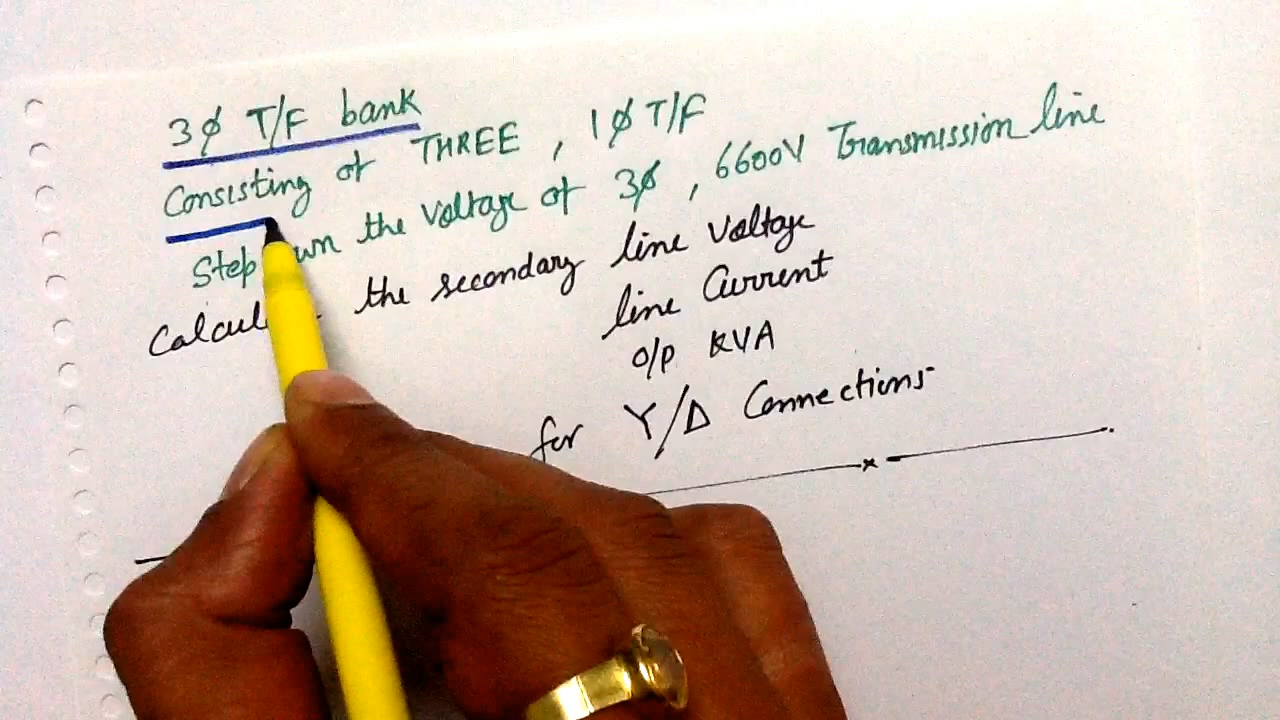 3φ T/F bank
Consisting of THREE, 1φ T/F
Step the Voltage of 3φ, 6600V Transmission line
the secondary line Voltage
line Current
O/P KVA
for Y/Δ Connections